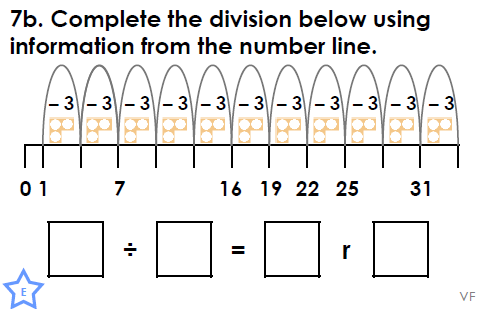 7b. Complete the division below using
information from the number line.
– 3 – 3 – 3 – 3 – 3 – 3 – 3 – 3 – 3 – 3 – 3
0 1 7 16 19 22 25 31
÷ = r
E
VF